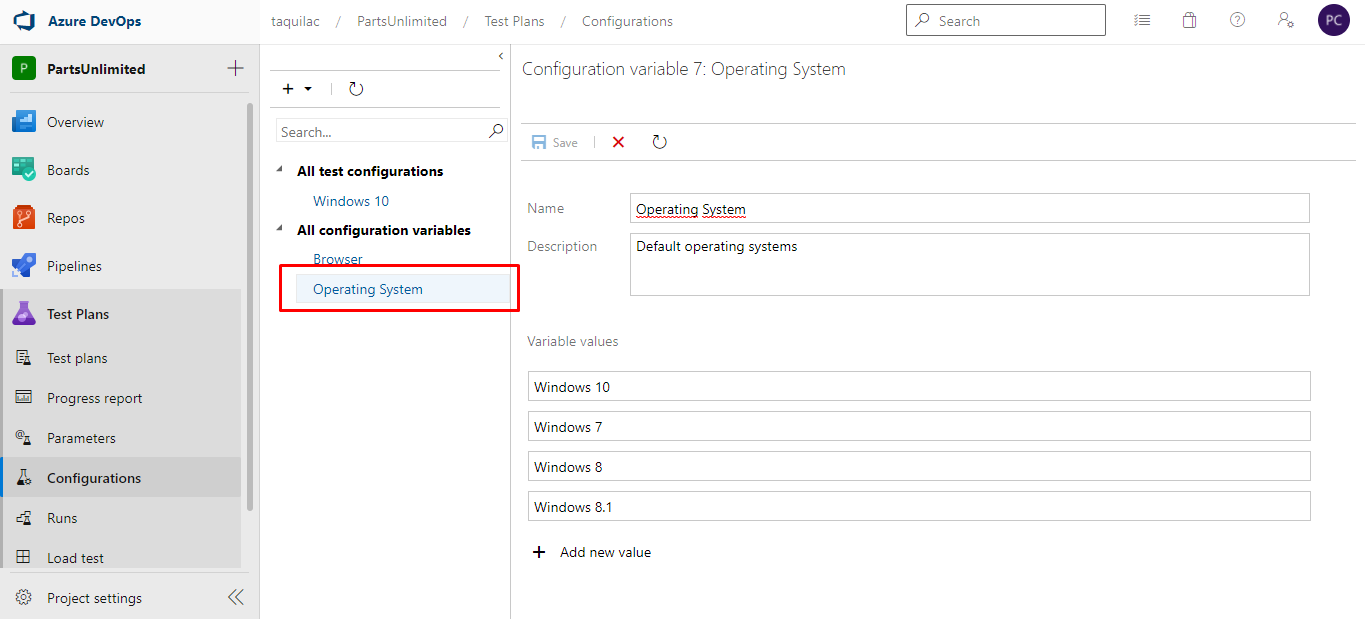 Azure DevOps
taquilac / PartsUnlimited / Test Plans / Configurations
Search
PC
P PartsUnlimited
Overview
Boards
Repos
Pipelines
Test Plans
Test plans
Progress report
Parameters
Configurations
Runs
Load test
Project settings
Search...
All test configurations
Windows 10
All configuration variables
Browser
Operating System
Configuration variable 7: Operating System
Save
Name
Operating System
Description
Default operating systems
Variable values
Windows 10
Windows 7
Windows 8
Windows 8.1
Add new value